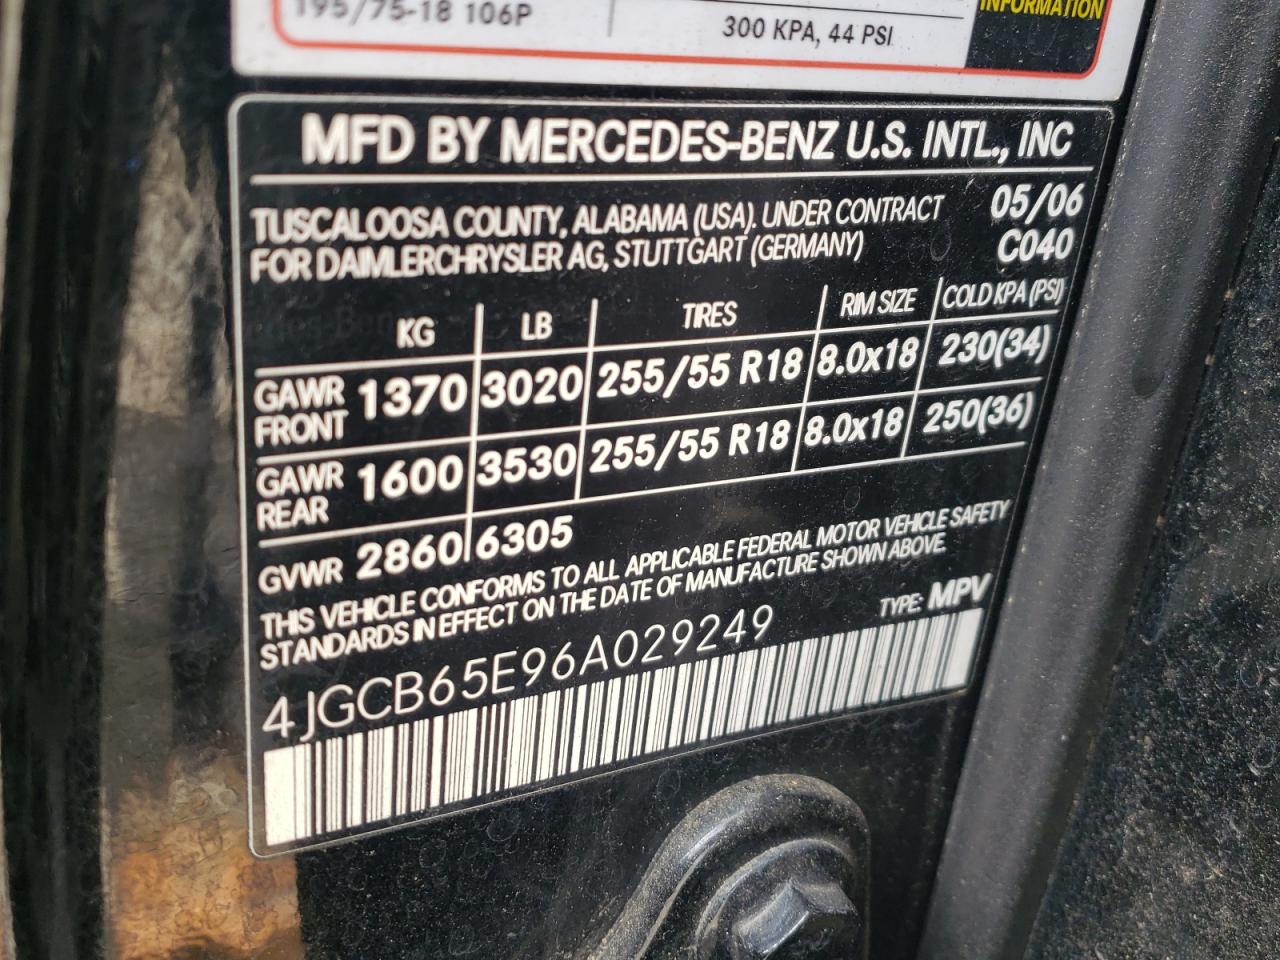 195/75-18 106P
300 KPA, 44 PSI
INFORMATION
MFD BY MERCEDES-BENZ U.S. INTL., INC
TUSCALOOSA COUNTY, ALABAMA (USA). UNDER CONTRACT 05/06
FOR DAIMLERCHRYSLER AG, STUTTGART (GERMANY) C040
KG LB TIRES RIM SIZE COLD KPA (PSI)
GAWR FRONT 1370 3020 255/55 R18 8.0x18 230(34)
GAWR REAR 1600 3530 255/55 R18 8.0x18 250(36)
GVWR 2860 6305
THIS VEHICLE CONFORMS TO ALL APPLICABLE FEDERAL MOTOR VEHICLE SAFETY
STANDARDS IN EFFECT ON THE DATE OF MANUFACTURE SHOWN ABOVE.
TYPE: MPV
4JGCB65E96A029249